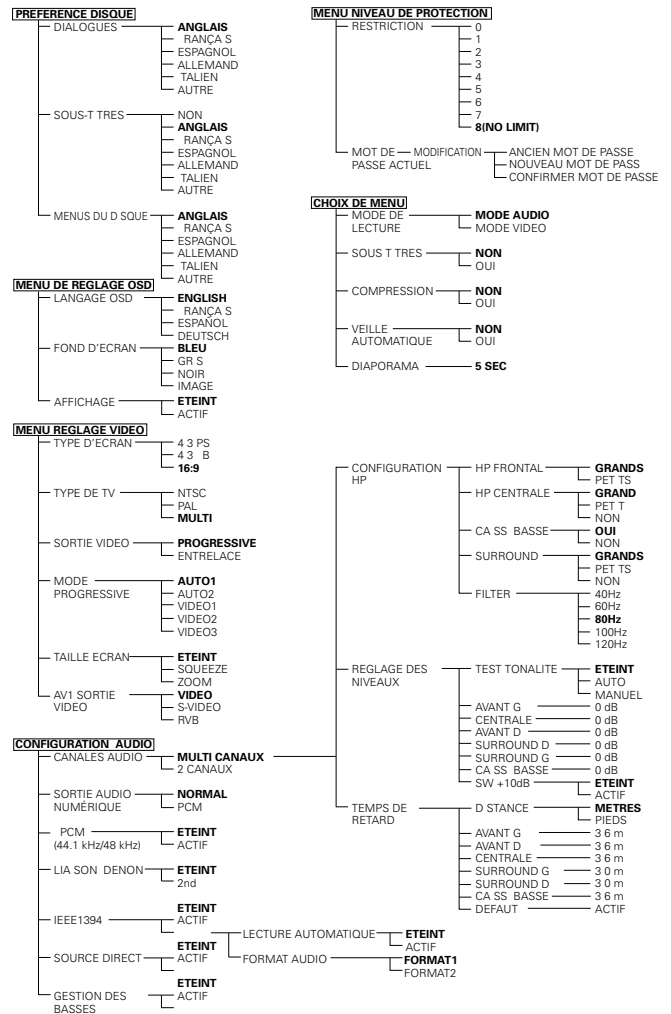 PREFERENCE DISQUE
DIALOGUES
ANGLAIS
RANÇA S
ESPAGNOL
ALLEMAND
TALIEN
AUTRE
SOUS-T TRES
NON
ANGLAIS
RANÇA S
ESPAGNOL
ALLEMAND
TALIEN
AUTRE
MENUS DU D SQUE
ANGLAIS
RANÇA S
ESPAGNOL
ALLEMAND
TALIEN
AUTRE
MENU DE REGLAGE OSD
LANGAGE OSD
ENGLISH
RANÇA S
ESPAÑOL
DEUTSCH
FOND D'ECRAN
BLEU
GR S
NOIR
IMAGE
AFFICHAGE
ETEINT
ACTIF
MENU REGLAGE VIDEO
TYPE D'ECRAN
4 3 PS
4 3 B
16:9
TYPE DE TV
NTSC
PAL
MULTI
SORTIE VIDEO
PROGRESSIVE
ENTRELACE
MODE
PROGRESSIVE
AUTO1
AUTO2
VIDEO1
VIDEO2
VIDEO3
TAILLE ECRAN
ETEINT
SQUEEZE
ZOOM
AV1 SORTIE
VIDEO
VIDEO
S-VIDEO
RVB
CONFIGURATION AUDIO
CANALES AUDIO
MULTI CANAUX
2 CANAUX
SORTIE AUDIO
NUMÉRIQUE
NORMAL
PCM
PCM
(44.1 kHz/48 kHz)
ETEINT
ACTIF
LIA SON DENON
ETEINT
2nd
IEEE1394
ETEINT
ACTIF
LECTURE AUTOMATIQUE
ETEINT
ACTIF
FORMAT AUDIO
FORMAT1
FORMAT2
SOURCE DIRECT
ETEINT
ACTIF
GESTION DES
BASSES
ETEINT
ACTIF
MENU NIVEAU DE PROTECTION
RESTRICTION
0
1
2
3
4
5
6
7
8(NO LIMIT)
MOT DE
PASSE ACTUEL
MODIFICATION
ANCIEN MOT DE PASSE
NOUVEAU MOT DE PASS
CONFIRMER MOT DE PASSE
CHOIX DE MENU
MODE DE
LECTURE
MODE AUDIO
MODE VIDEO
SOUS T TRES
NON
OUI
COMPRESSION
NON
OUI
VEILLE
AUTOMATIQUE
NON
OUI
DIAPORAMA
5 SEC
CONFIGURATION
HP
HP FRONTAL
GRANDS
PET TS
HP CENTRALE
GRAND
PET T
NON
CA SS BASSE
OUI
NON
SURROUND
GRANDS
PET TS
NON
FILTER
40Hz
60Hz
80Hz
100Hz
120Hz
REGLAGE DES
NIVEAUX
TEST TONALITE
ETEINT
AUTO
MANUEL
AVANT G 0 dB
CENTRALE 0 dB
AVANT D 0 dB
SURROUND D 0 dB
SURROUND G 0 dB
CA SS BASSE 0 dB
SW +10dB
ETEINT
ACTIF
TEMPS DE
RETARD
D STANCE
METRES
PIEDS
AVANT G 3 6 m
AVANT D 3 6 m
CENTRALE 3 6 m
SURROUND G 3 0 m
SURROUND D 3 0 m
CA SS BASSE 3 6 m
DEFAUT ACTIF